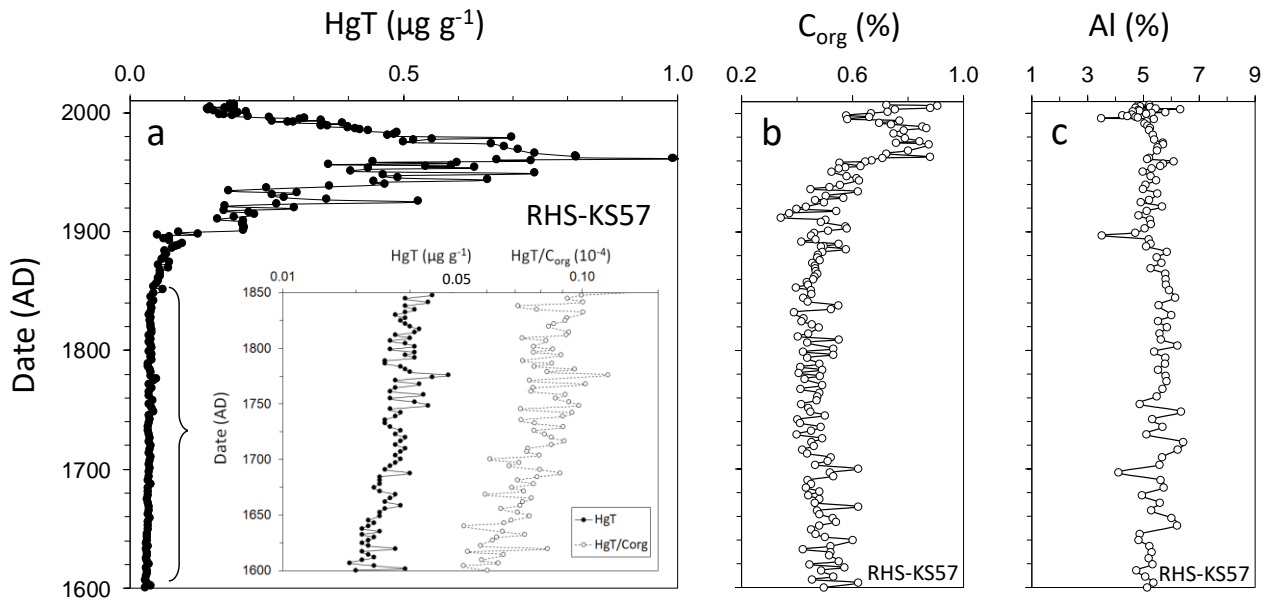 HgT (µg g⁻¹)
0.0 0.5 1.0
Date (AD)
2000
1900
1800
1700
1600
a
RHS-KS57
HgT (µg g⁻¹) HgT/Corg (10⁻⁴)
0.01 0.05 0.10
Date (AD)
1850
1800
1750
1700
1650
1600
HgT
HgT/Corg
Corg (%)
0.2 0.6 1.0
b
RHS-KS57
Al (%)
1 3 5 7 9
c
RHS-KS57